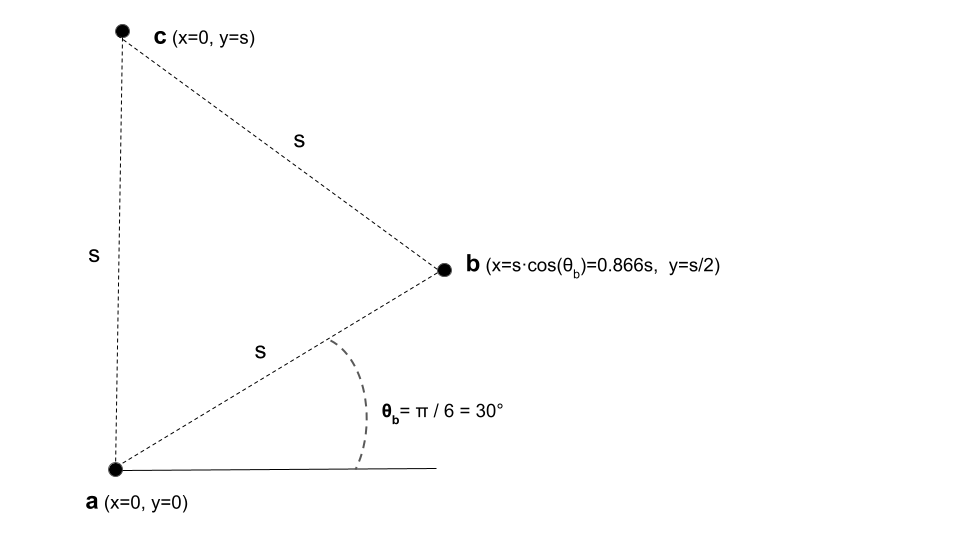 c (x=0, y=s)
s
s
b (x=s·cos(θb)=0.866s, y=s/2)
s
θb= π / 6 = 30°
a (x=0, y=0)